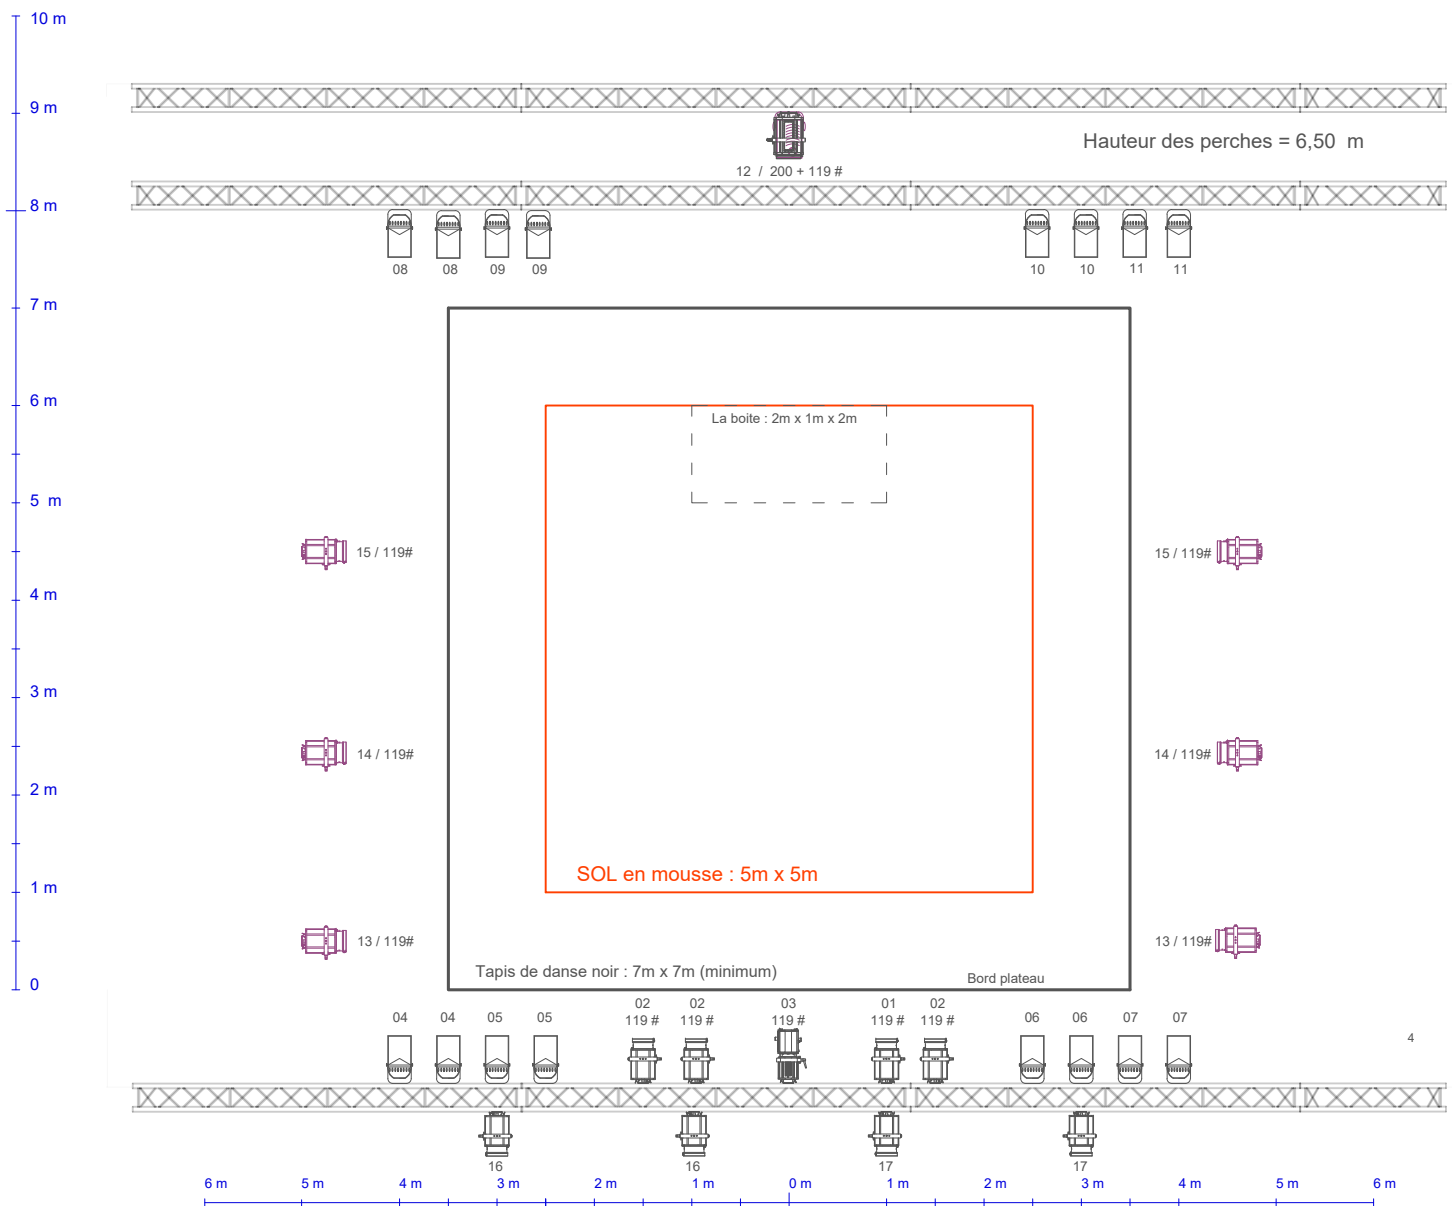 10 m
9 m
Hauteur des perches = 6,50 m
12 / 200 + 119 #
8 m
08 08 09 09 10 10 11 11
7 m
6 m
La boite : 2m x 1m x 2m
5 m
15 / 119# 15 / 119#
4 m
3 m
14 / 119# 14 / 119#
2 m
1 m
SOL en mousse : 5m x 5m
13 / 119# 13 / 119#
Tapis de danse noir : 7m x 7m (minimum)
Bord plateau
0
02 02 03 01 02
04 04 05 05 119 # 119 # 119 # 119 # 119 # 06 06 07 07
4
16 16 17 17
6 m 5 m 4 m 3 m 2 m 1 m 0 m 1 m 2 m 3 m 4 m 5 m 6 m